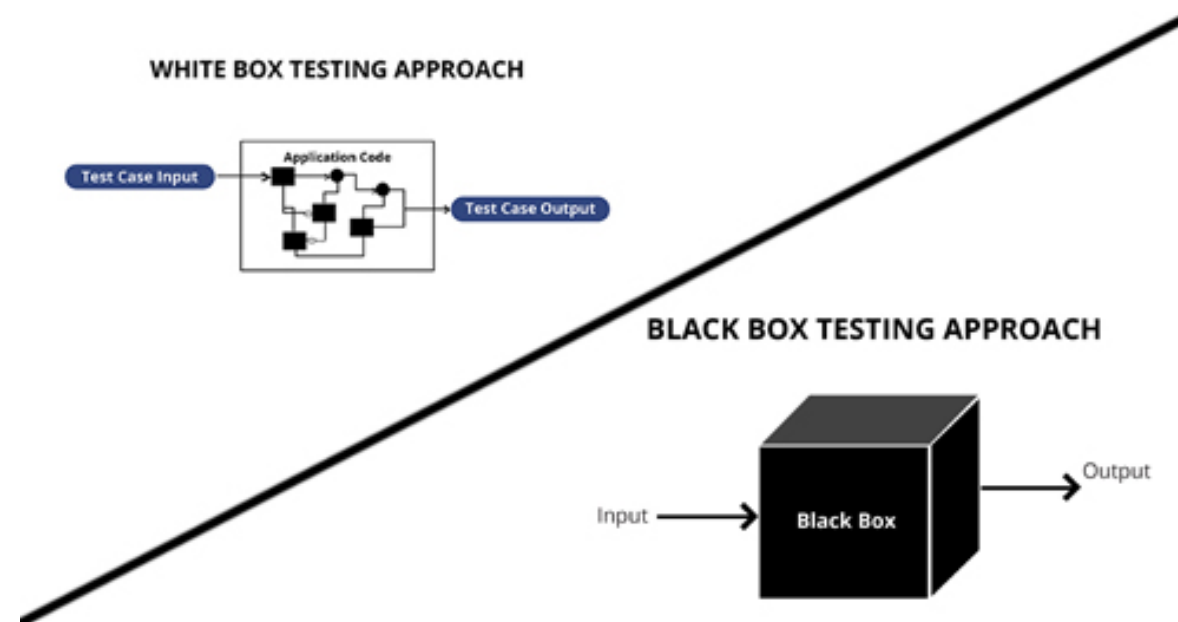 WHITE BOX TESTING APPROACH
Application Code
Test Case Input
Test Case Output
BLACK BOX TESTING APPROACH
Output
Input
Black Box